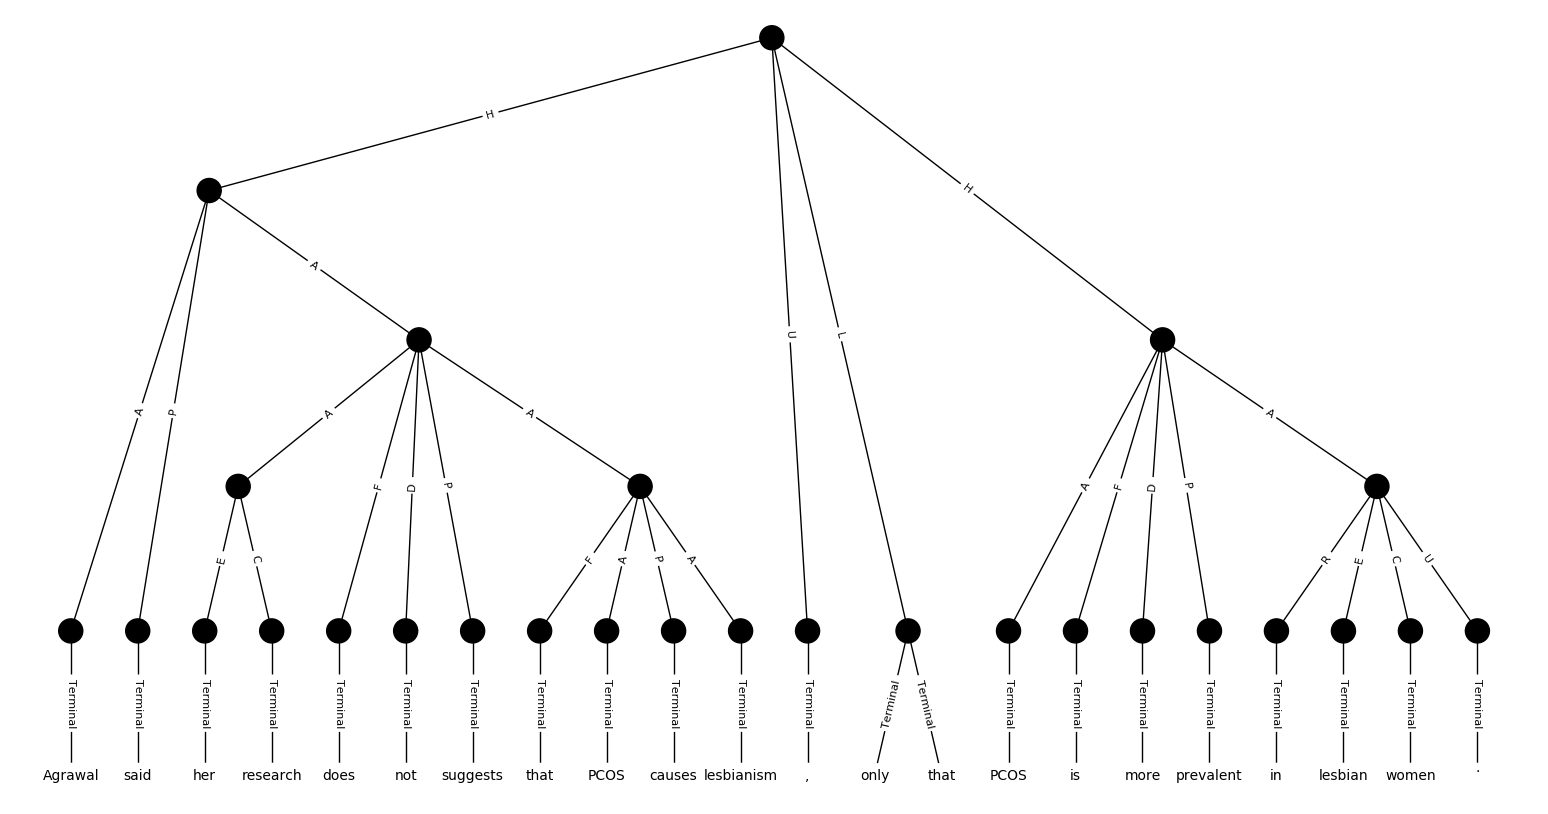 H
A
U
L
H
A
P
A
A
F
D
P
A
A
F
D
P
A
E
C
F
A
P
A
R
E
C
U
Terminal Terminal Terminal Terminal Terminal Terminal Terminal Terminal Terminal Terminal Terminal Terminal Terminal Terminal Terminal Terminal Terminal Terminal Terminal Terminal Terminal Terminal
Agrawal said her research does not suggests that PCOS causes lesbianism , only that PCOS is more prevalent in lesbian women .